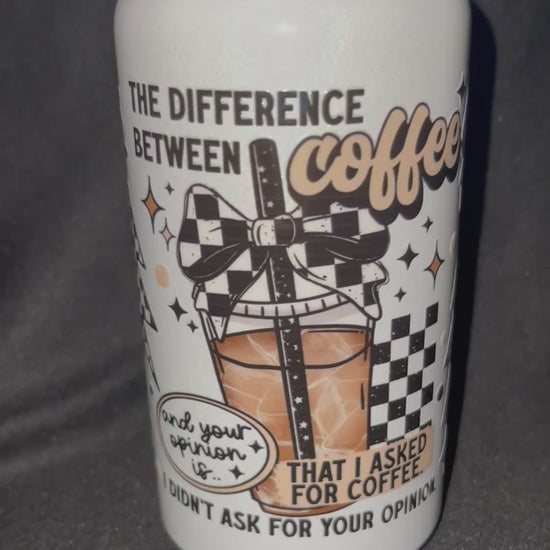 THE DIFFERENCE
BETWEEN coffee
and your
opinion
is..
THAT I ASKED
FOR COFFEE.
I DIDN'T ASK FOR YOUR OPINION.